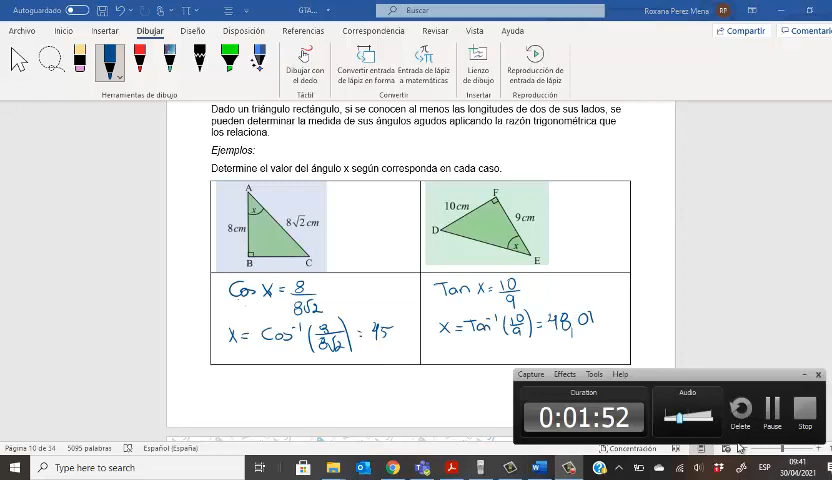 Autoguardado
GTA...
Buscar
Roxana Perez Mena
RP
Archivo
Inicio
Insertar
Dibujar
Diseño
Disposición
Referencias
Correspondencia
Revisar
Vista
Ayuda
Compartir
Comentario
Dibujar con el dedo
Convertir entrada de lápiz en forma
Entrada de lápiz a matemáticas
Lienzo de dibujo
Reproducción de entrada de lápiz
Herramientas de dibujo
Táctil
Convertir
Insertar
Reproducción
Dado un triángulo rectángulo, si se conocen al menos las longitudes de dos de sus lados, se
pueden determinar la medida de sus ángulos agudos aplicando la razón trigonométrica que
los relaciona.
Ejemplos:
Determine el valor del ángulo x según corresponda en cada caso.
A
x
8cm
8√2 cm
B
C
F
10cm
9cm
D
x
E
Cos X = 8/8√2
X = Cos⁻¹ (8/8√2) = 45
Tan X = 10/9
X = Tan⁻¹ (10/9) = 48,01
Capture Effects Tools Help
Duration
0:01:52
Audio
Delete
Pause
Stop
Página 10 de 34
5095 palabras
Español (España)
Concentración
Type here to search
ESP
09:41
30/04/2021